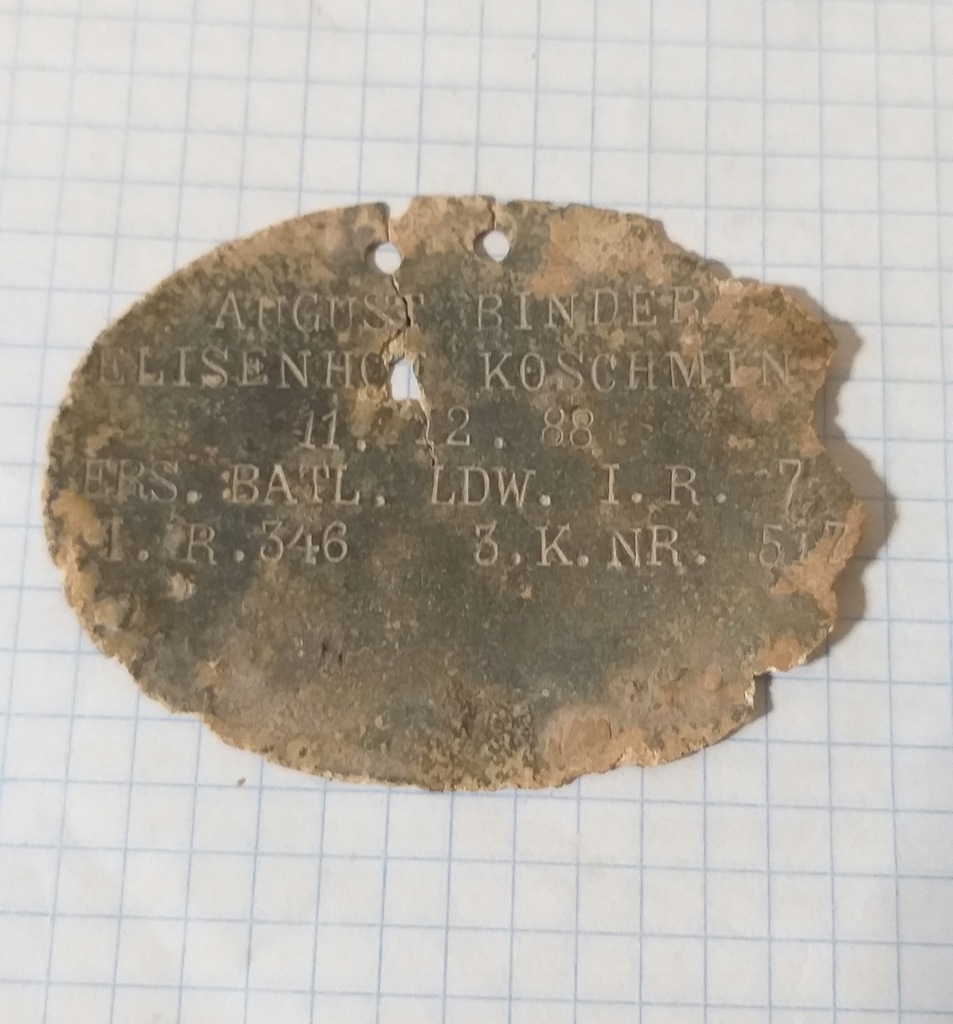 AUGUST BINDER
ELISENHOF KOSCHMIN
11. 12. 88
ERS. BATL. LDW. I. R. 7
I. R. 346 3. K. NR. 517